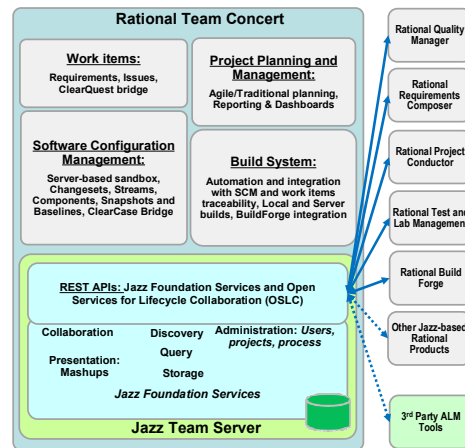 Rational Team Concert
Work items:
Requirements, Issues,
ClearQuest bridge
Project Planning and
Management:
Agile/Traditional planning,
Reporting & Dashboards
Software Configuration
Management:
Server-based sandbox,
Changesets, Streams,
Components, Snapshots and
Baselines, ClearCase Bridge
Build System:
Automation and integration
with SCM and work items
traceability, Local and Server
builds, BuildForge integration
REST APIs: Jazz Foundation Services and Open
Services for Lifecycle Collaboration (OSLC)
Collaboration
Discovery
Administration: Users,
projects, process
Presentation:
Mashups
Query
Storage
Jazz Foundation Services
Jazz Team Server
Rational Quality
Manager
Rational
Requirements
Composer
Rational Project
Conductor
Rational Test and
Lab Management
Rational Build
Forge
Other Jazz-based
Rational
Products
3rd Party ALM
Tools